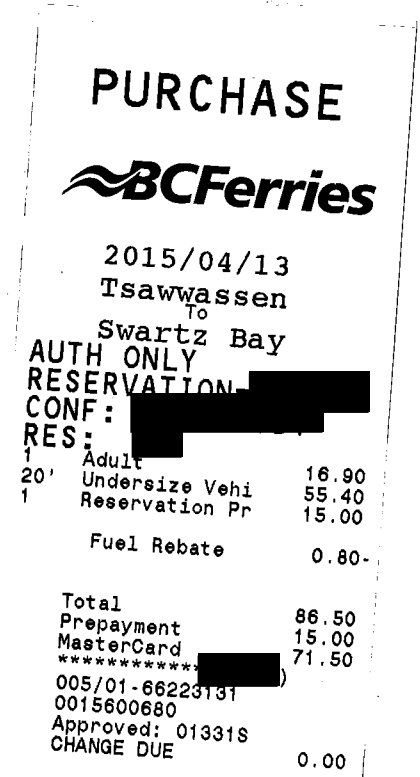 PURCHASE
BCFerries
2015/04/13
Tsawwassen
To
Swartz Bay
AUTH ONLY
RESERVATION-
CONF:
RES:
1 Adult 16.90
20' Undersize Vehi 55.40
1 Reservation Pr 15.00
Fuel Rebate 0.80-
Total 86.50
Prepayment 15.00
MasterCard 71.50
************ )
005/01-66223131
0015600680
Approved: 01331S
CHANGE DUE 0.00